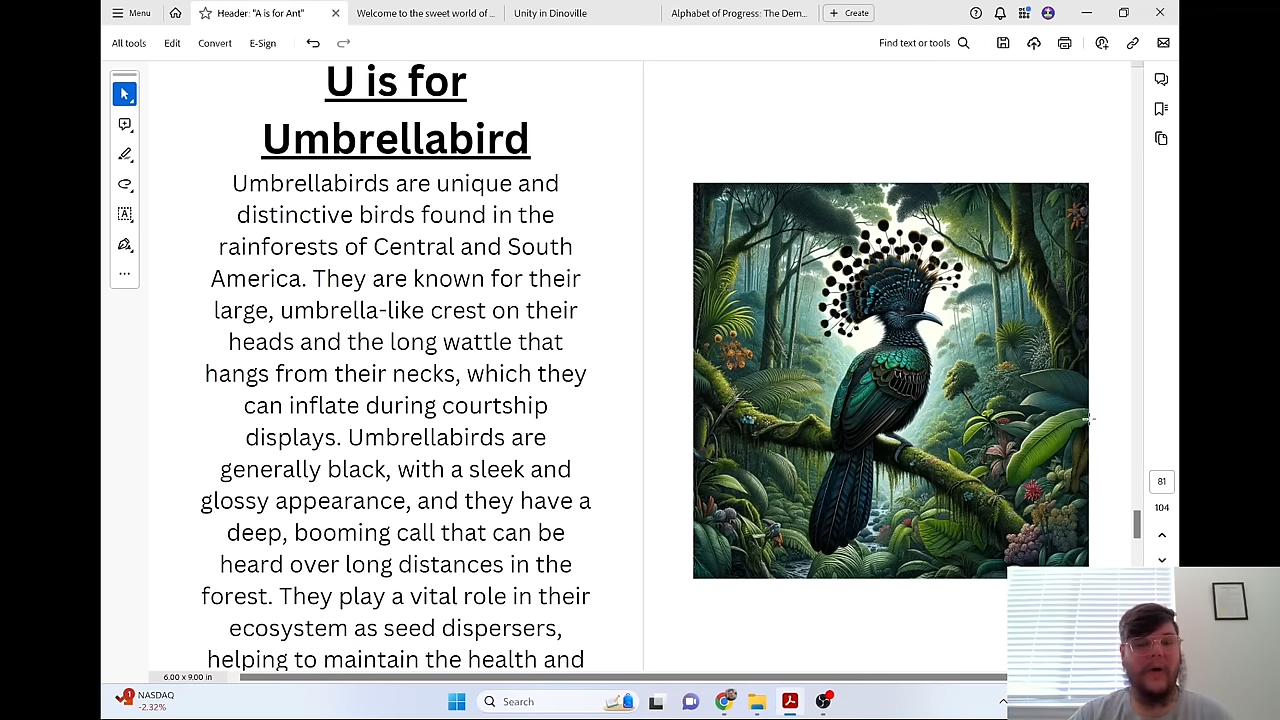 Menu
Header: "A is for Ant"
Welcome to the sweet world of ...
Unity in Enoville
Alphabet of Progress: The Dem...
Create
All tools
Edit
Convert
E-Sign
Find text or tools
U is for
Umbrellabird
Umbrellabirds are unique and
distinctive birds found in the
rainforests of Central and South
America. They are known for their
large, umbrella-like crest on their
heads and the long wattle that
hangs from their necks, which they
can inflate during courtship
displays. Umbrellabirds are
generally black, with a sleek and
glossy appearance, and they have a
deep, booming call that can be
heard over long distances in the
forest. They play a vital role in their
ecosystem as seed dispersers,
helping to maintain the health and
81
104
6.00 x 9.00 in
NASDAQ
-2.32%
Search